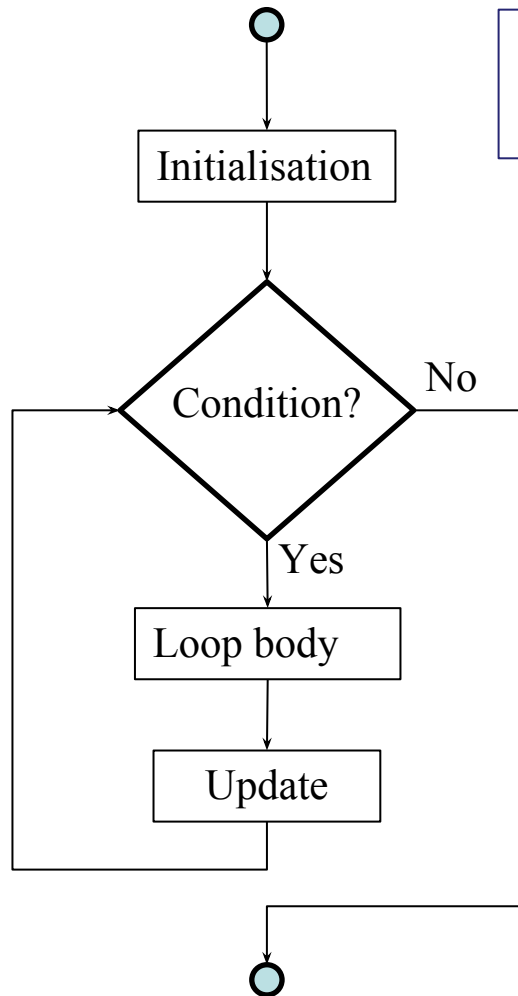 Initialisation
Condition?
No
Yes
Loop body
Update